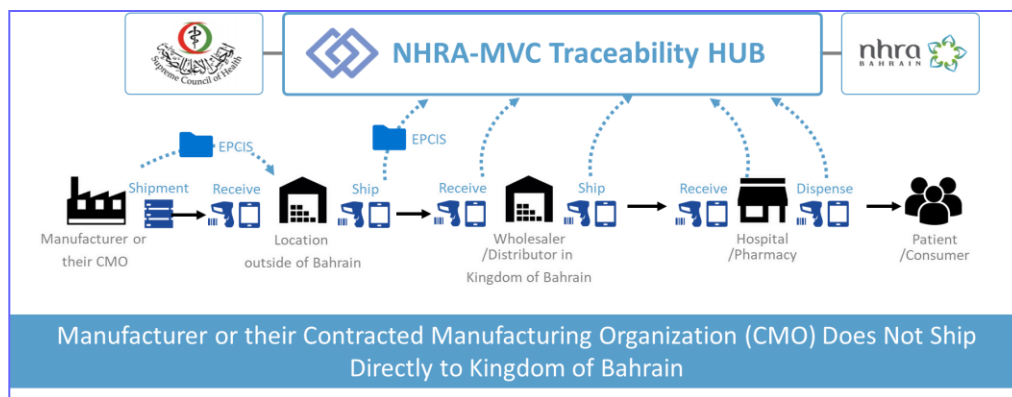 Supreme Council of Health
NHRA-MVC Traceability HUB
nhra
BAHRAIN
EPCIS
EPCIS
Shipment
Receive
Ship
Receive
Ship
Receive
Dispense
Manufacturer or
their CMO
Location
outside of Bahrain
Wholesaler
/Distributor in
Kingdom of Bahrain
Hospital
/Pharmacy
Patient
/Consumer
Manufacturer or their Contracted Manufacturing Organization (CMO) Does Not Ship
Directly to Kingdom of Bahrain